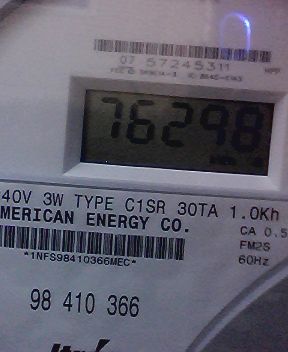 07 57245311
76298
40V 3W TYPE C1SR 30TA 1.0Kh
MERICAN ENERGY CO.
CA 0.5
FM2S
60Hz
*1NFS98410366MEC*
98 410 366